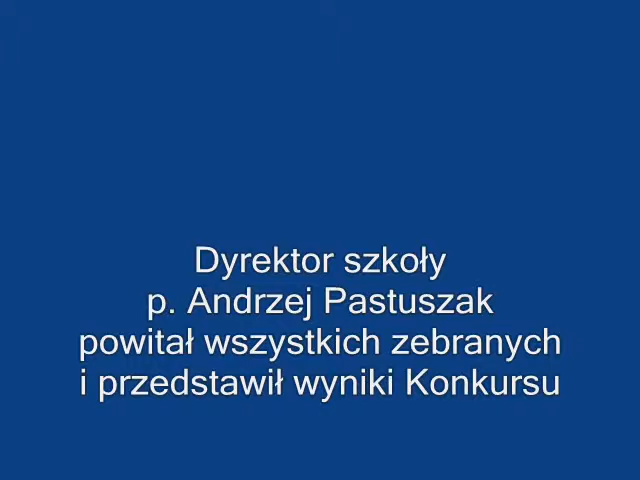 Dyrektor szkoły
p. Andrzej Pastuszak
powitał wszystkich zebranych
i przedstawił wyniki Konkursu